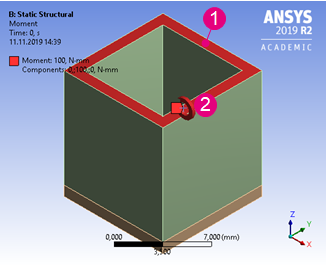 B: Static Structural
Moment
Time: 0, s
11.11.2019 14:39
Moment: 100, N-mm
Components: 0,-100,-0, N-mm
ANSYS
2019 R2
ACADEMIC
1
2
0,000
7,000 (mm)
3,500
Z
Y
X